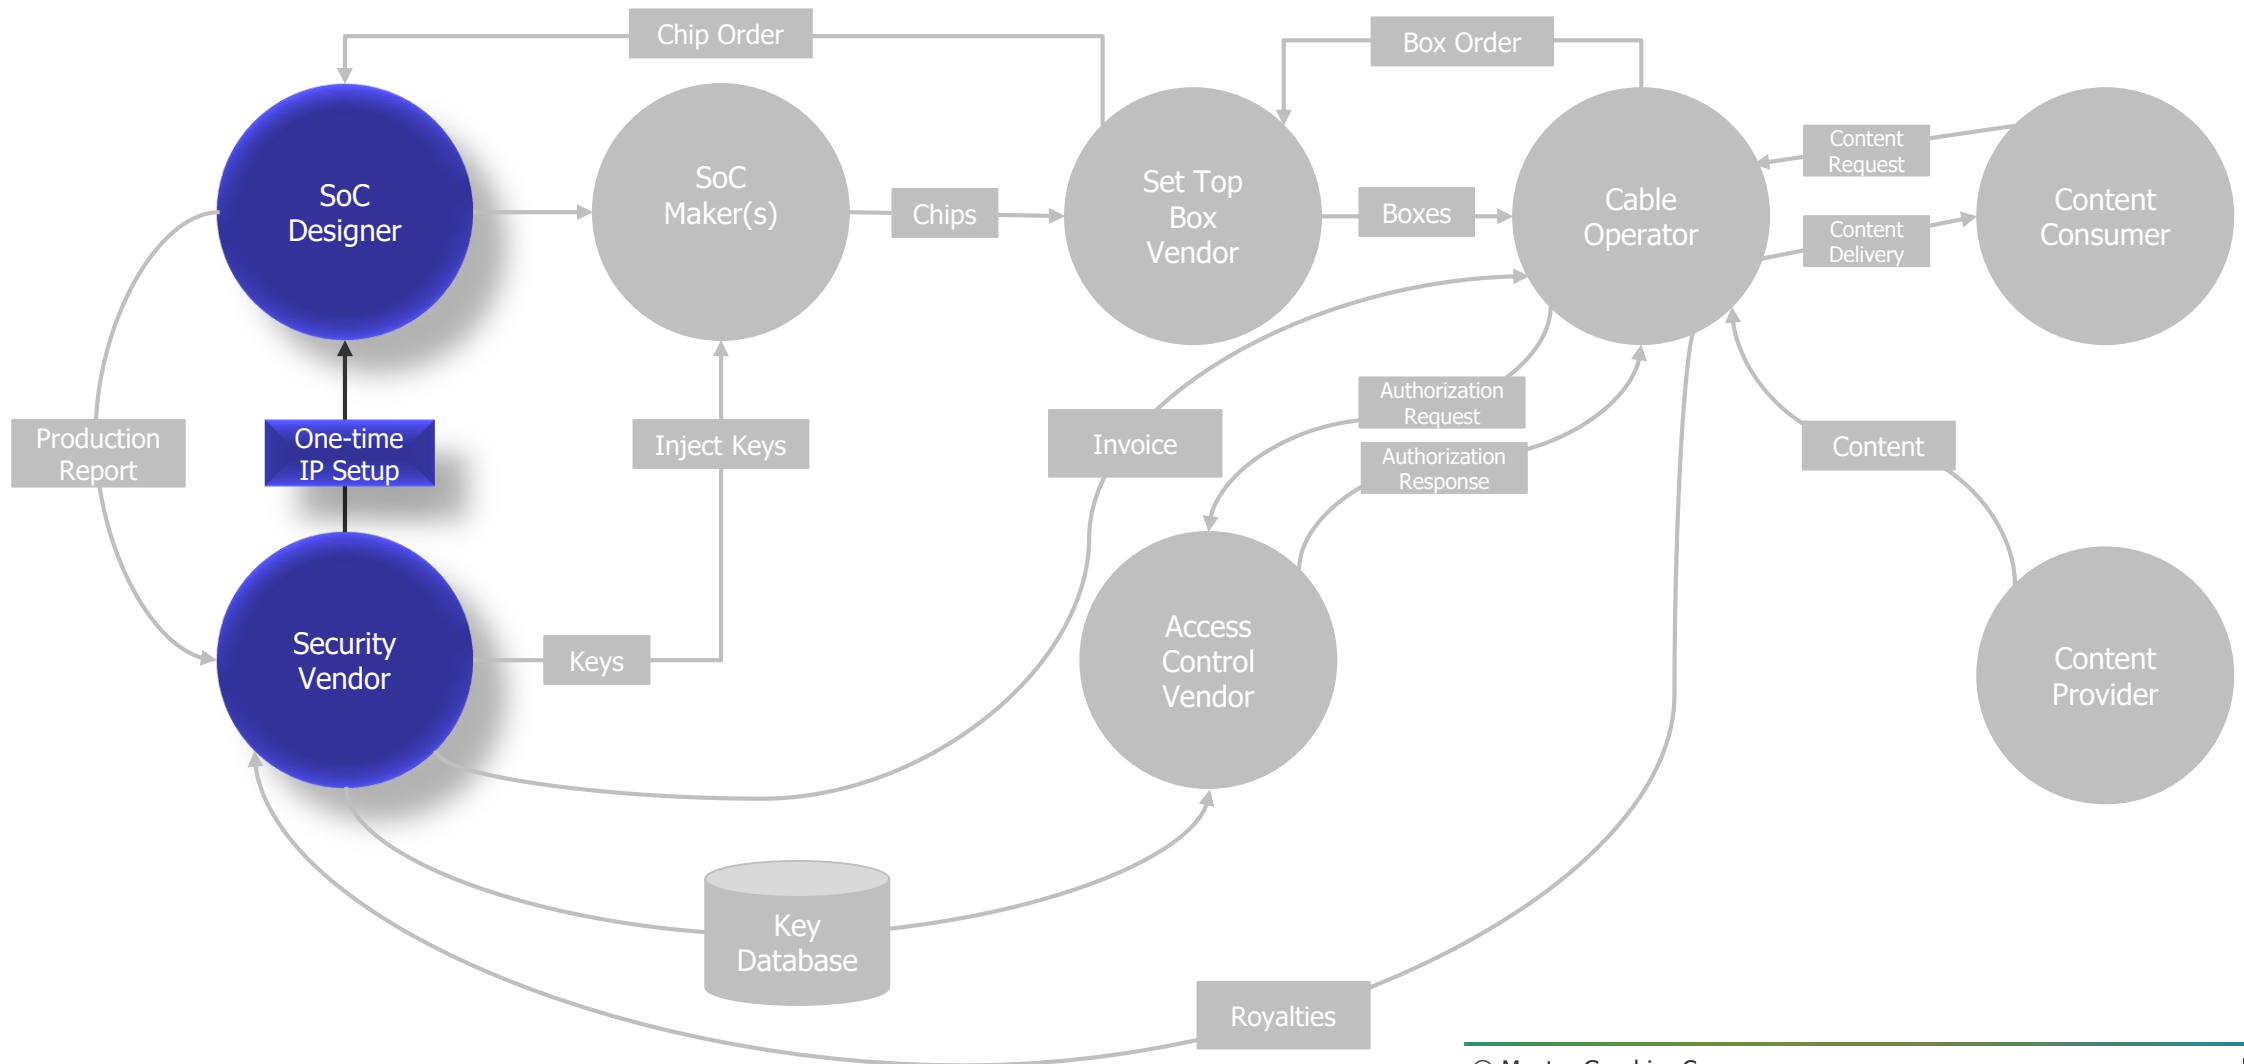 Chip Order
Box Order
SoC
Designer
SoC
Maker(s)
Chips
Set Top
Box
Vendor
Boxes
Cable
Operator
Content
Request
Content
Delivery
Content
Consumer
Production
Report
One-time
IP Setup
Inject Keys
Invoice
Authorization
Request
Authorization
Response
Content
Security
Vendor
Keys
Access
Control
Vendor
Content
Provider
Key
Database
Royalties